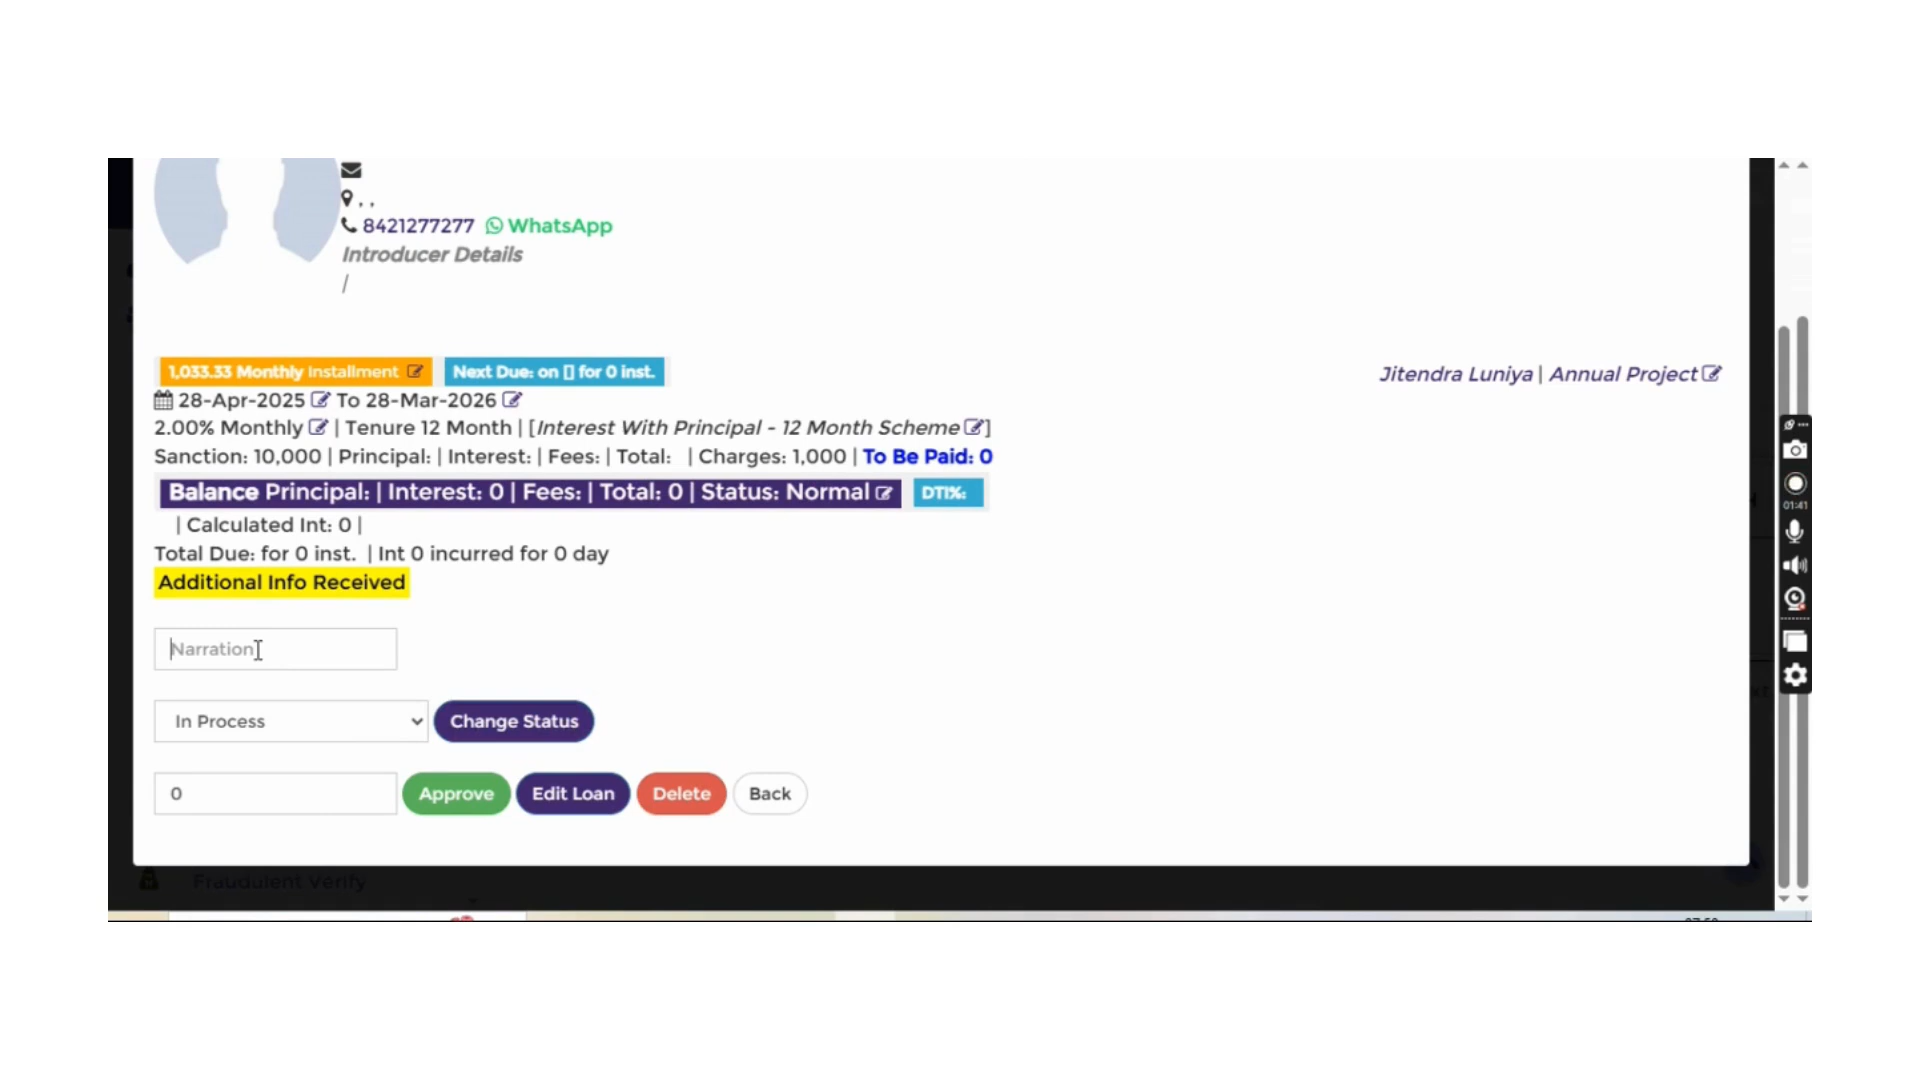 , ,
8421277277 WhatsApp
Introducer Details
/
1,033.33 Monthly Installment Next Due: on [] for 0 inst.
Jitendra Luniya | Annual Project
28-Apr-2025 To 28-Mar-2026
2.00% Monthly | Tenure 12 Month | [Interest With Principal - 12 Month Scheme ]
Sanction: 10,000 | Principal: | Interest: | Fees: | Total: | Charges: 1,000 | To Be Paid: 0
Balance Principal: | Interest: 0 | Fees: | Total: 0 | Status: Normal DTI%:
| Calculated Int: 0 |
Total Due: for 0 inst. | Int 0 incurred for 0 day
Additional Info Received
Narration
In Process Change Status
0 Approve Edit Loan Delete Back
Fraudulent Verify
01:41